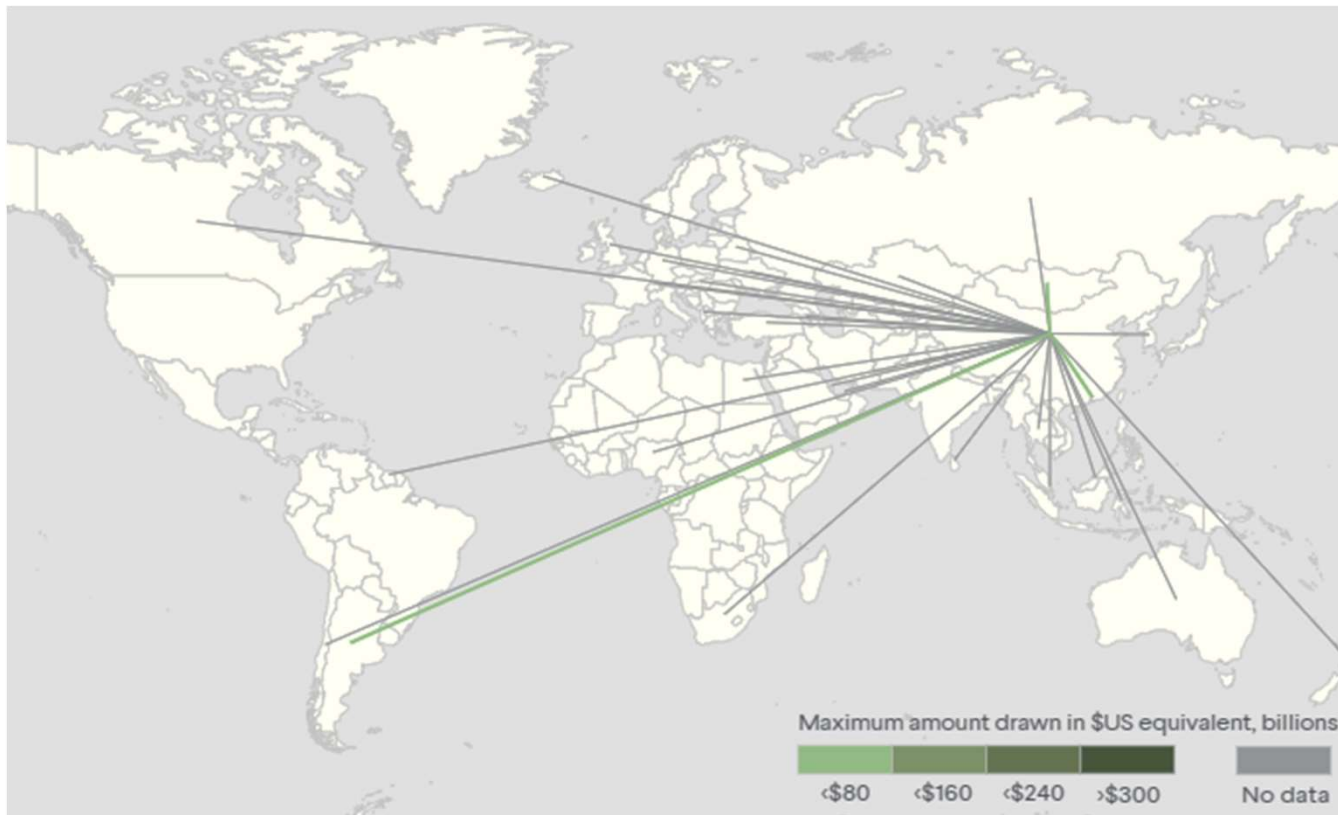 Maximum amount drawn in $US equivalent, billions
<$80 <$160 <$240 >$300 No data